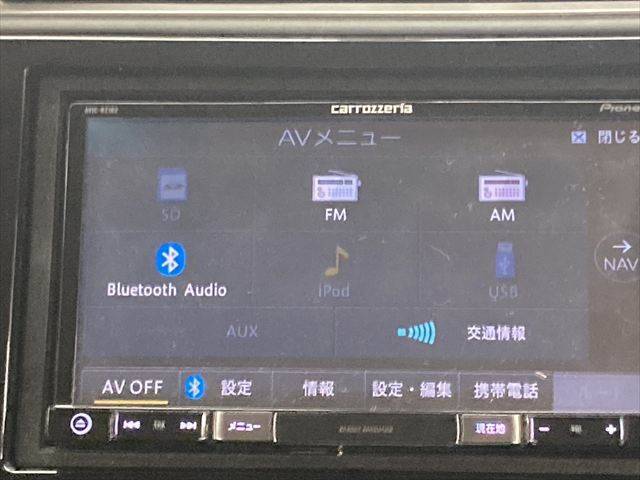 carrozzeria
AVメニュー
閉じる
SD
FM
AM
Bluetooth Audio
iPod
USB
NAV
AUX
交通情報
AV OFF
設定
情報
設定・編集
携帯電話
メニュー
現在地